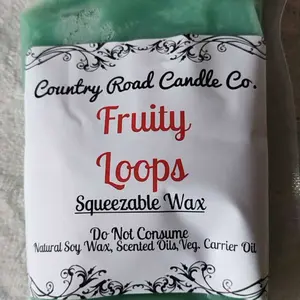 Country Road Candle Co.
Fruity
Loops
Squeezable Wax
Do Not Consume
Natural Soy Wax, Scented Oils,Veg. Carrier Oil